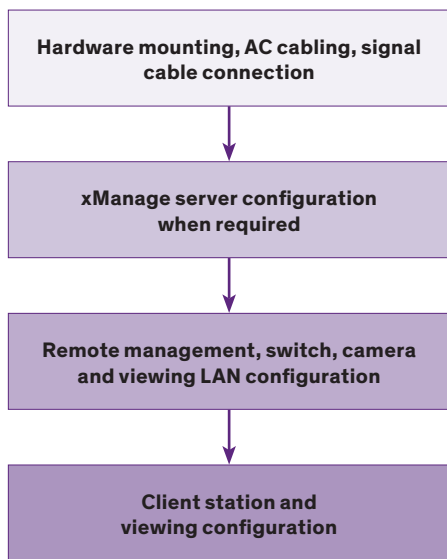 Hardware mounting, AC cabling, signal
cable connection
xManage server configuration
when required
Remote management, switch, camera
and viewing LAN configuration
Client station and
viewing configuration